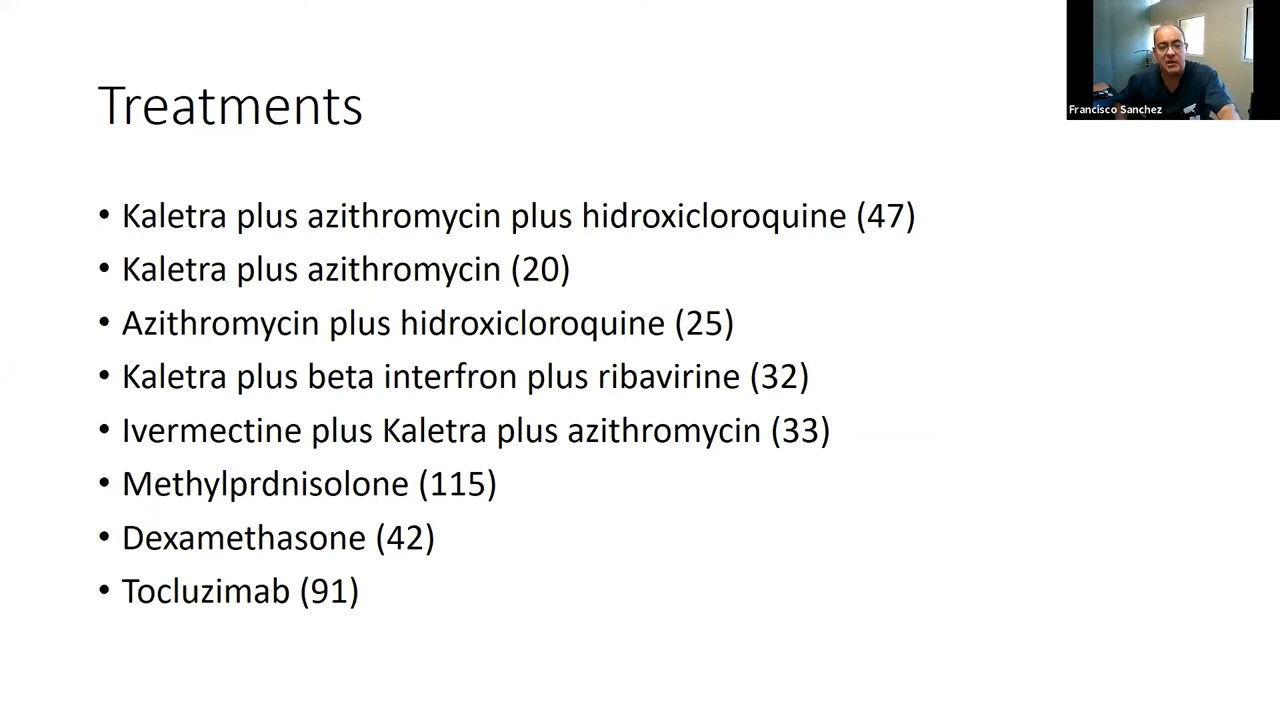 Treatments
Francisco Sanchez
• Kaletra plus azithromycin plus hidroxicloroquine (47)
• Kaletra plus azithromycin (20)
• Azithromycin plus hidroxicloroquine (25)
• Kaletra plus beta interfron plus ribavirine (32)
• Ivermectine plus Kaletra plus azithromycin (33)
• Methylprdnisolone (115)
• Dexamethasone (42)
• Tocluzimab (91)